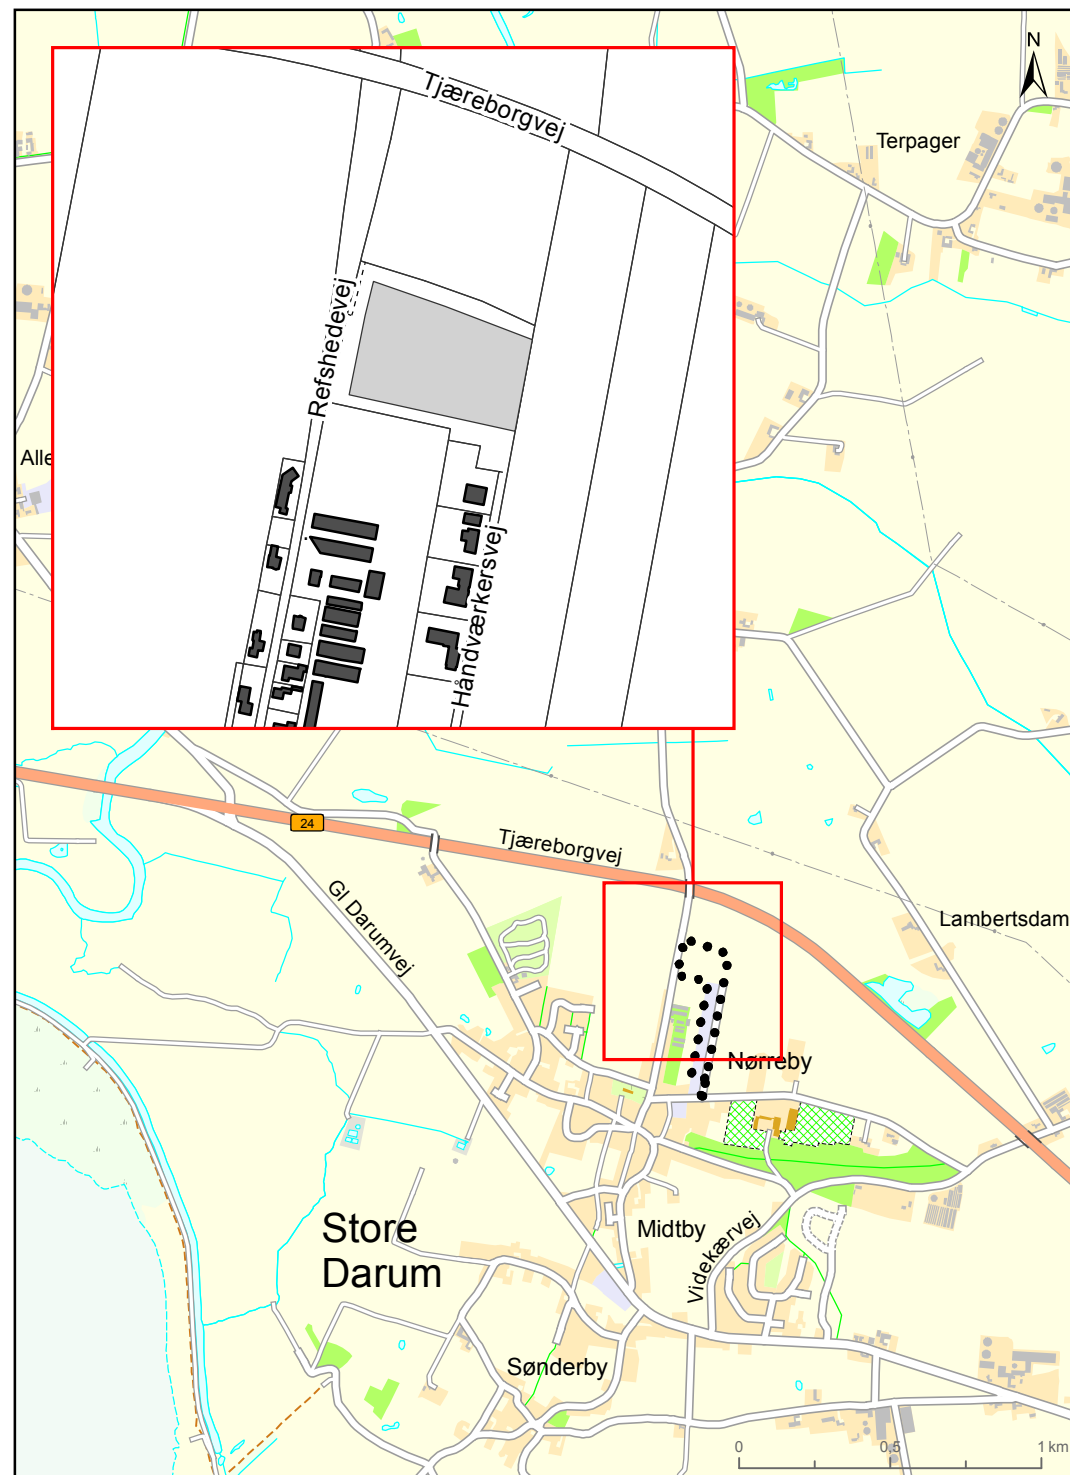 N
Tjæreborgvej
Terpager
Refshedevej
Alle
Håndværkersvej
24
Tjæreborgvej
Gl Darumvej
Lambertsdam
Nørreby
Store
Darum
Midtby
Videkærvej
Sønderby
0 0.5 1 km